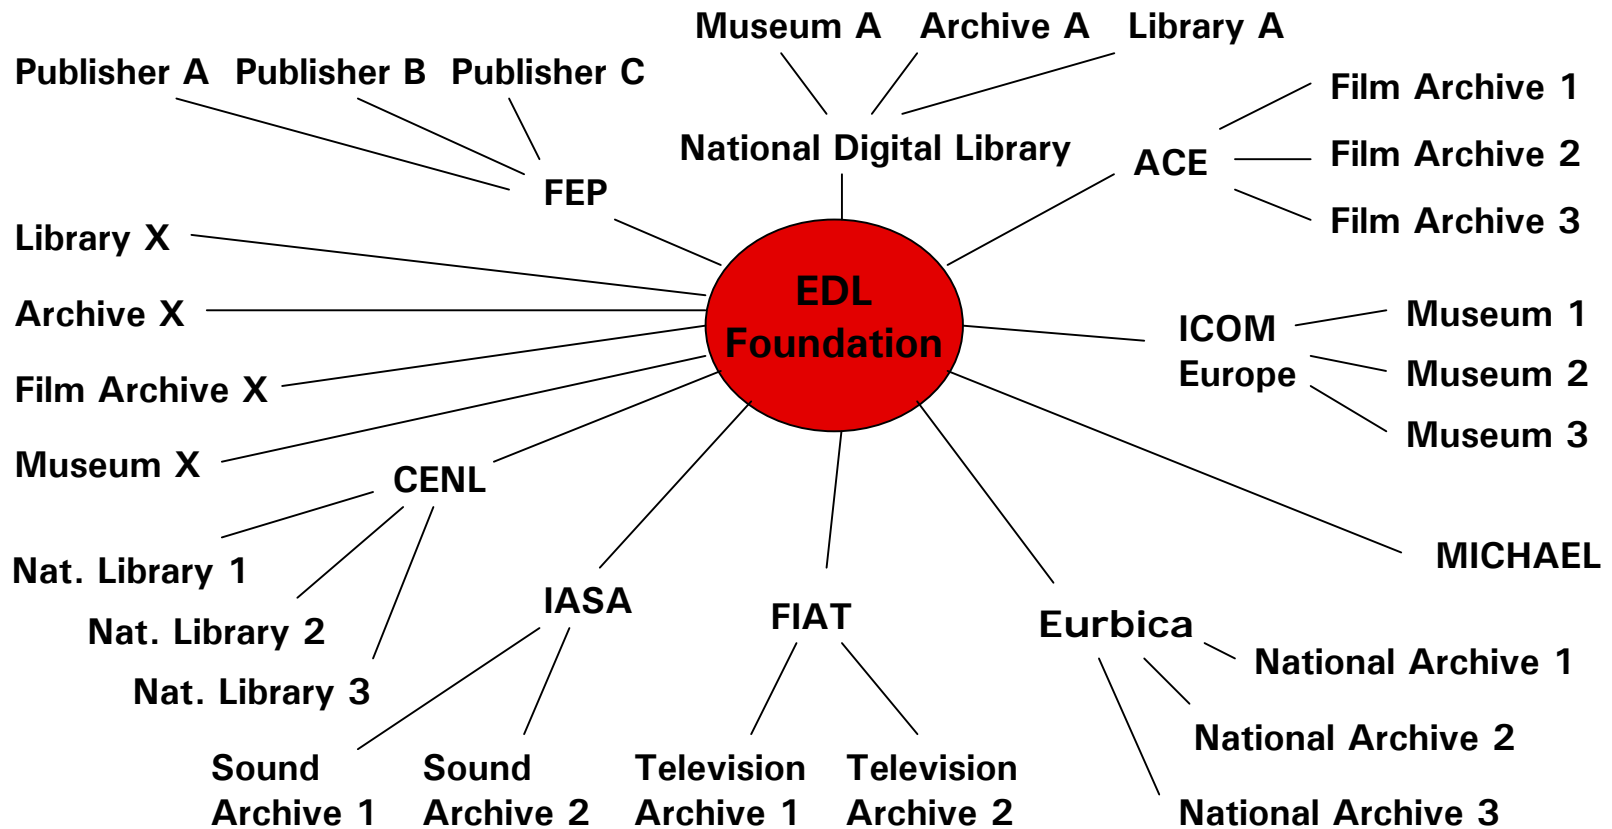 Museum A Archive A Library A
Publisher A Publisher B Publisher C
Film Archive 1
National Digital Library
ACE
Film Archive 2
FEP
Film Archive 3
Library X
EDL
Foundation
Archive X
ICOM
Europe
Museum 1
Museum 2
Museum 3
Film Archive X
Museum X
CENL
MICHAEL
Nat. Library 1
Nat. Library 2
Nat. Library 3
IASA
FIAT
Eurbica
National Archive 1
National Archive 2
National Archive 3
Sound
Archive 1
Sound
Archive 2
Television
Archive 1
Television
Archive 2